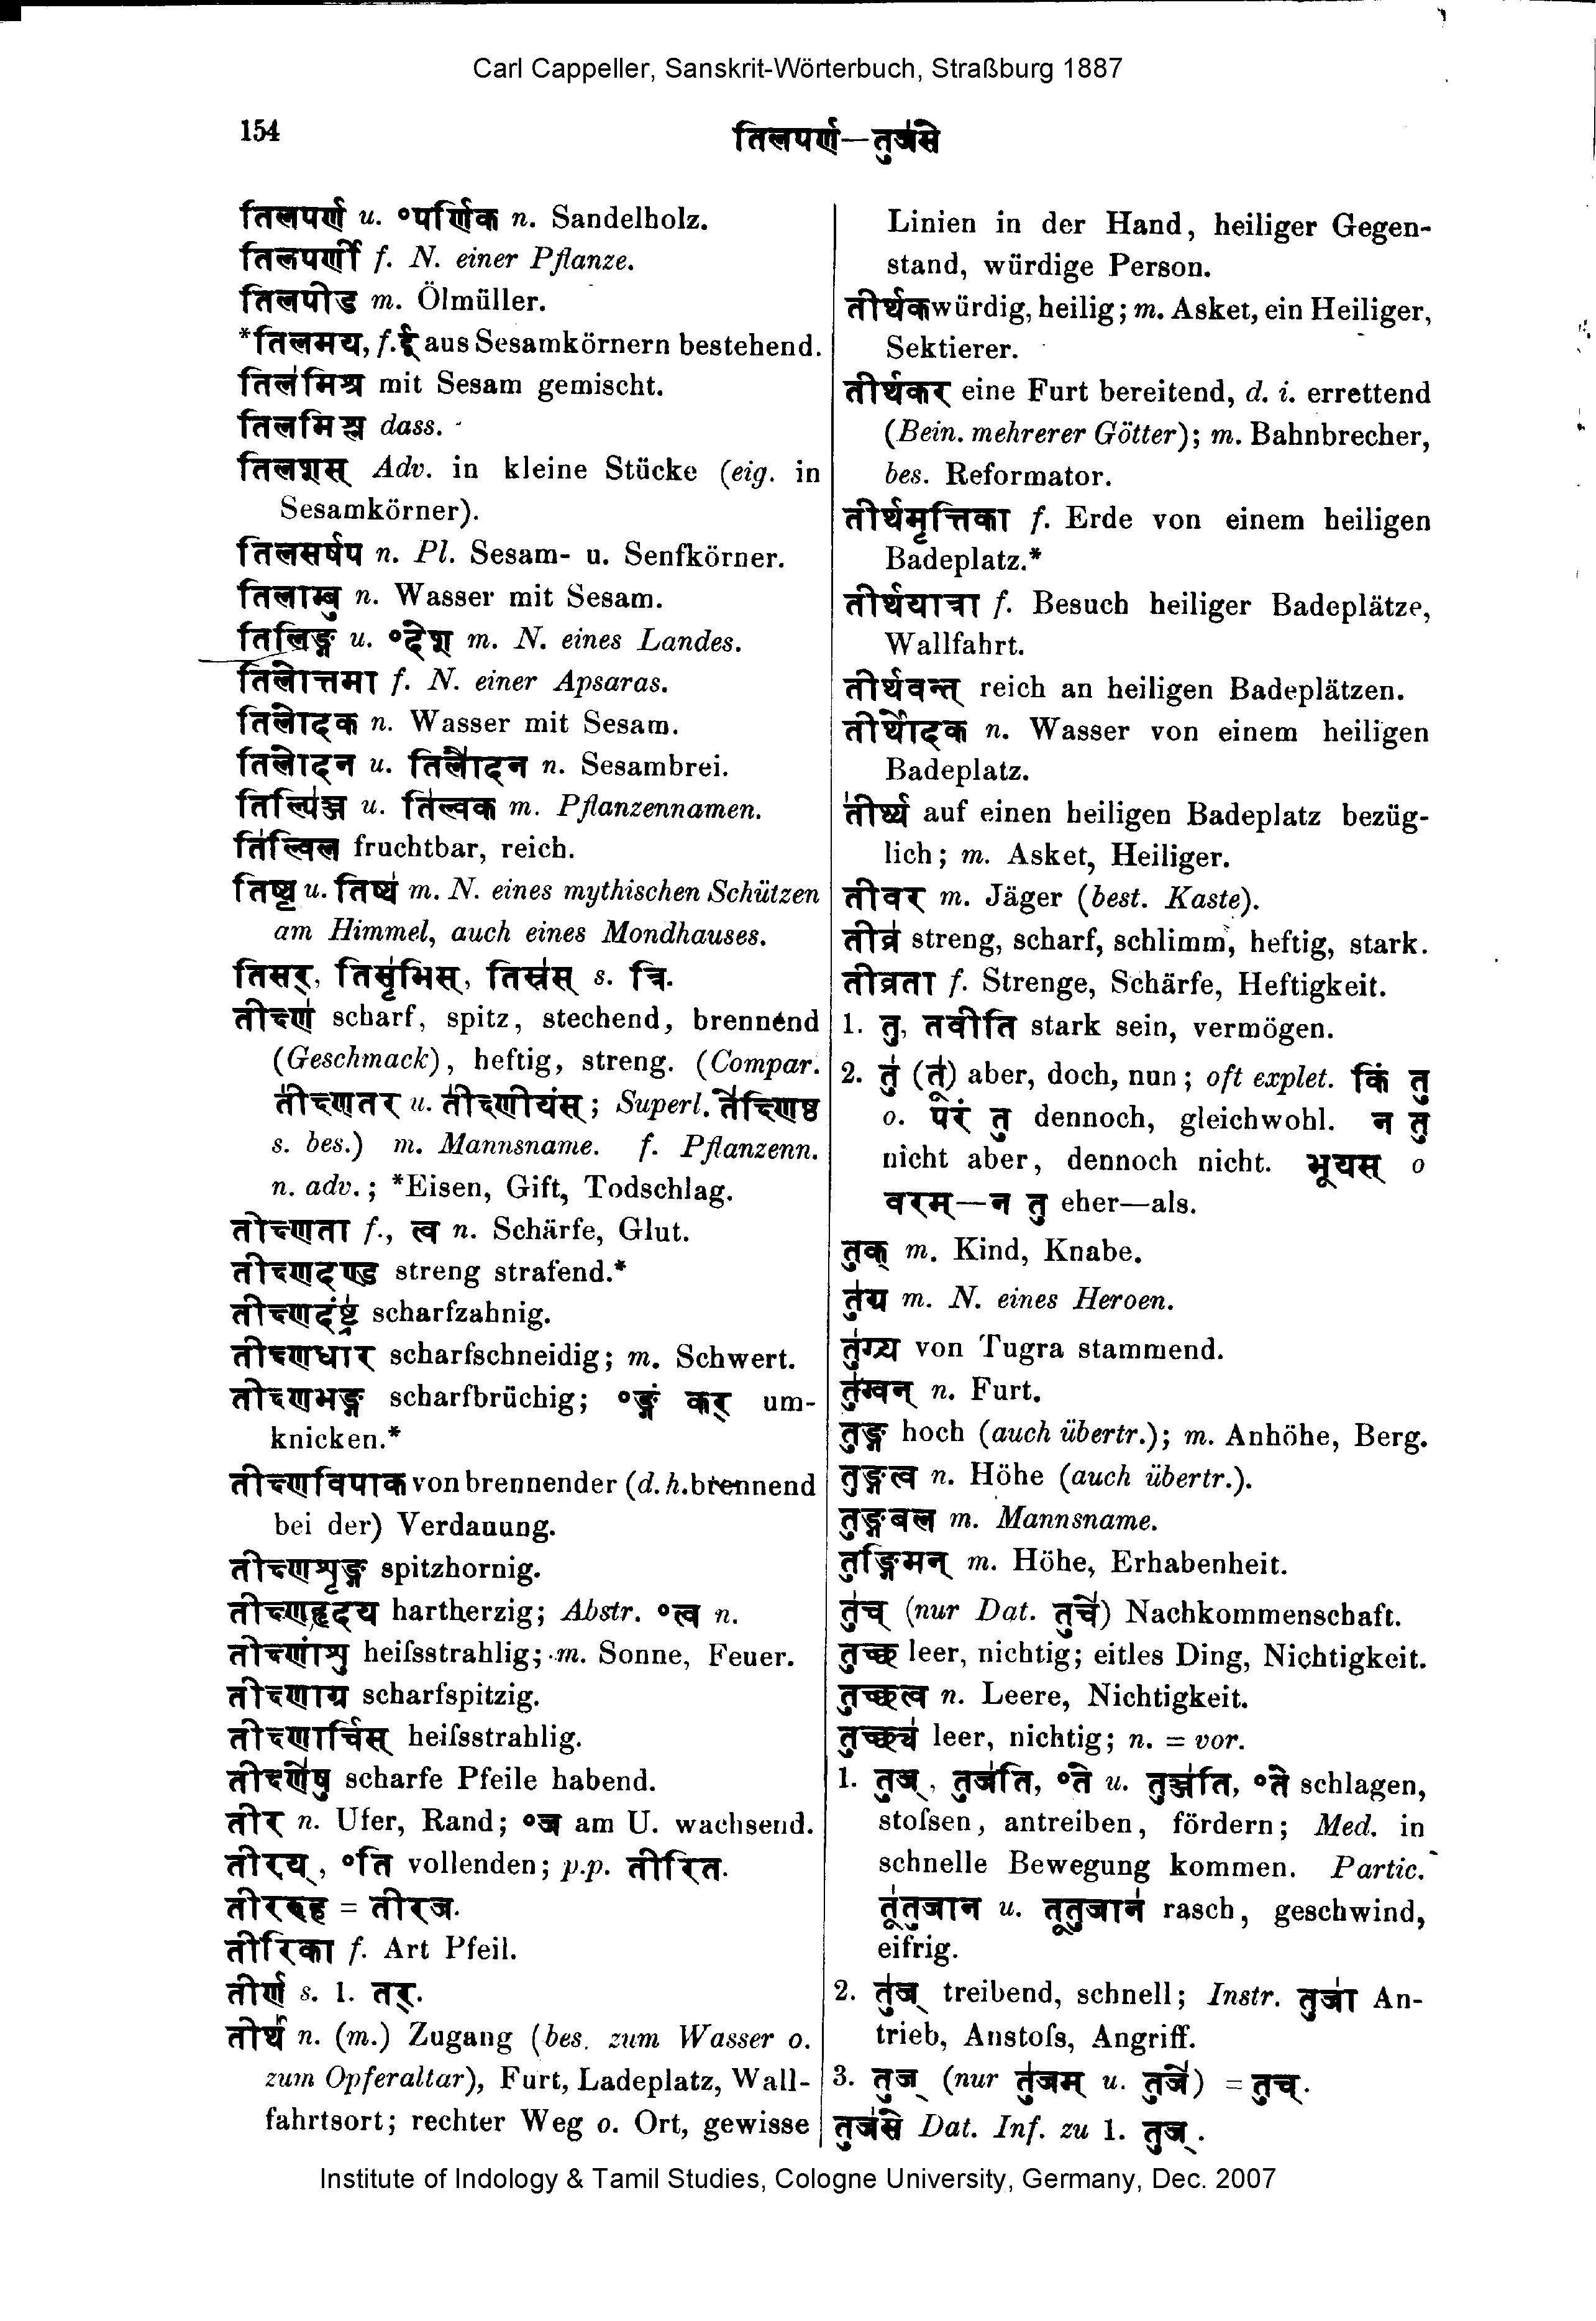 Carl Cappeller, Sanskrit-Wörterbuch, Straßburg 1887
154
तिलपर्ण—तुज॑से
तिलपर्ण u. °पर्णिक n. Sandelholz.
तिलपर्णी f. N. einer Pflanze.
तिलपीड m. Ölmüller.
*तिलमय, f. ई aus Sesamkörnern bestehend.
तिल॑मिश्र mit Sesam gemischt.
तिलमिश्ल dass.
तिलशस् Adv. in kleine Stücke (eig. in
Sesamkörner).
तिलसर्षप n. Pl. Sesam- u. Senfkörner.
तिलाम्बु n. Wasser mit Sesam.
तिलिङ्ग u. °देश m. N. eines Landes.
तिलोत्तमा f. N. einer Apsaras.
तिलोदक n. Wasser mit Sesam.
तिलोदन u. तिलौदन n. Sesambrei.
तिल्पिञ्ज u. ति॑ल्वक m. Pflanzennamen.
ति॑ल्विल fruchtbar, reich.
तिष्य u. तिष्य॑ m. N. eines mythischen Schützen
am Himmel, auch eines Mondhauses.
तिसर्, तिसृ॑भिस्, तिस्र॑स् s. त्रि.
तीक्ष्ण॑ scharf, spitz, stechend, brennend
(Geschmack), heftig, streng. (Compar.
ती॑क्ष्णतर u. ती॑क्ष्णीयंस्; Superl. तै॑क्ष्णिष्ठ
s. bes.) m. Mannsname. f. Pflanzenn.
n. adv.; *Eisen, Gift, Todschlag.
तीक्ष्णता f., त्व n. Schärfe, Glut.
तीक्ष्णदण्ड streng strafend.*
तीक्ष्णदंष्ट्र॑ scharfzahnig.
तीक्ष्णधार scharfschneidig; m. Schwert.
तीक्ष्णभङ्ग scharfbrüchig; °ङ्गं कर् um-
knicken.*
तीक्ष्णविपाक von brennender (d. h. brennend
bei der) Verdauung.
तीक्ष्णशृङ्ग spitzhornig.
तीक्ष्णहृदय hartherzig; Abstr. °त्व n.
तीक्ष्णांशु heiſsstrahlig; m. Sonne, Feuer.
तीक्ष्णाग्र scharfspitzig.
तीक्ष्णार्चिस् heiſsstrahlig.
तीक्ष्णेषु scharfe Pfeile habend.
तीर n. Ufer, Rand; °ज am U. wachsend.
तीरय्, °ति vollenden; p.p. तीरित.
तीररुह = तीरज.
तीरिका f. Art Pfeil.
तीर्ण s. 1. तर्.
तीर्थ॑ n. (m.) Zugang (bes. zum Wasser o.
zum Opferaltar), Furt, Ladeplatz, Wall-
fahrtsort; rechter Weg o. Ort, gewisse
Linien in der Hand, heiliger Gegen-
stand, würdige Person.
तीर्थक würdig, heilig; m. Asket, ein Heiliger,
Sektierer.
तीर्थकर eine Furt bereitend, d. i. errettend
(Bein. mehrerer Götter); m. Bahnbrecher,
bes. Reformator.
तीर्थमृत्तिका f. Erde von einem heiligen
Badeplatz.*
तीर्थयात्रा f. Besuch heiliger Badeplätze,
Wallfahrt.
तीर्थवन्त् reich an heiligen Badeplätzen.
तीर्थोदक n. Wasser von einem heiligen
Badeplatz.
ती॑र्थ्य auf einen heiligen Badeplatz bezüg-
lich; m. Asket, Heiliger.
तीवर m. Jäger (best. Kaste).
तीव्र॑ streng, scharf, schlimm, heftig, stark.
तीव्रता f. Strenge, Schärfe, Heftigkeit.
1. तु, तवीति stark sein, vermögen.
2. तु॑ (तू॑) aber, doch, nun; oft explet. किं तु
o. परं तु dennoch, gleichwohl. न तु
nicht aber, dennoch nicht. भूयस् o
वरम्—न तु eher—als.
तुक् m. Kind, Knabe.
तु॑ग्र m. N. eines Heroen.
तु॑ग्र्य von Tugra stammend.
तु॑ग्वन् n. Furt.
तुङ्ग hoch (auch übertr.); m. Anhöhe, Berg.
तुङ्गत्व n. Höhe (auch übertr.).
तुङ्गबल m. Mannsname.
तुङ्गिमन् m. Höhe, Erhabenheit.
तु॑च् (nur Dat. तुचे॑) Nachkommenschaft.
तुच्छ leer, nichtig; eitles Ding, Nichtigkeit.
तुच्छत्व n. Leere, Nichtigkeit.
तुच्छ्य॑ leer, nichtig; n. = vor.
1. तुज्, तुज॑ति, °ते u. तुञ्ज॑ति, °ते schlagen,
stoſsen, antreiben, fördern; Med. in
schnelle Bewegung kommen. Partic.
तू॑तुजान u. तूतुजान॑ rasch, geschwind,
eifrig.
2. तु॑ज् treibend, schnell; Instr. तुजा॑ An-
trieb, Anstoſs, Angriff.
3. तुज् (nur तु॑जम् u. तुजे॑) = तुच्.
तुज॑से Dat. Inf. zu 1. तुज्.
Institute of Indology & Tamil Studies, Cologne University, Germany, Dec. 2007